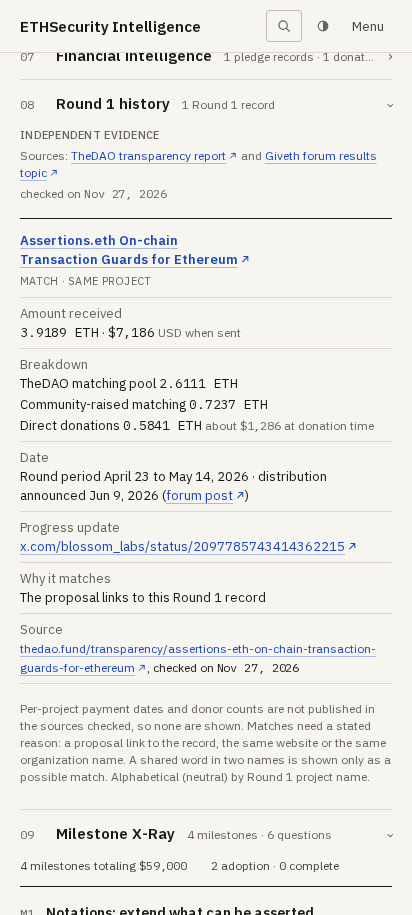 ETHSecurity Intelligence
Menu
07 Financial intelligence 1 pledge records · 1 donat... ›
08 Round 1 history 1 Round 1 record
INDEPENDENT EVIDENCE
Sources: TheDAO transparency report ↗ and Giveth forum results
topic ↗
checked on Nov 27, 2026
Assertions.eth On-chain
Transaction Guards for Ethereum ↗
MATCH · SAME PROJECT
Amount received
3.9189 ETH · $7,186 USD when sent
Breakdown
TheDAO matching pool 2.6111 ETH
Community-raised matching 0.7237 ETH
Direct donations 0.5841 ETH about $1,286 at donation time
Date
Round period April 23 to May 14, 2026 · distribution
announced Jun 9, 2026 (forum post ↗)
Progress update
x.com/blossom_labs/status/2097785743414362215 ↗
Why it matches
The proposal links to this Round 1 record
Source
thedao.fund/transparency/assertions-eth-on-chain-transaction-
guards-for-ethereum ↗, checked on Nov 27, 2026
Per-project payment dates and donor counts are not published in
the sources checked, so none are shown. Matches need a stated
reason: a proposal link to the record, the same website or the same
organization name. A shared word in two names is shown only as a
possible match. Alphabetical (neutral) by Round 1 project name.
09 Milestone X-Ray 4 milestones · 6 questions
4 milestones totaling $59,000 2 adoption · 0 complete
M1 Notations: extend what can be asserted